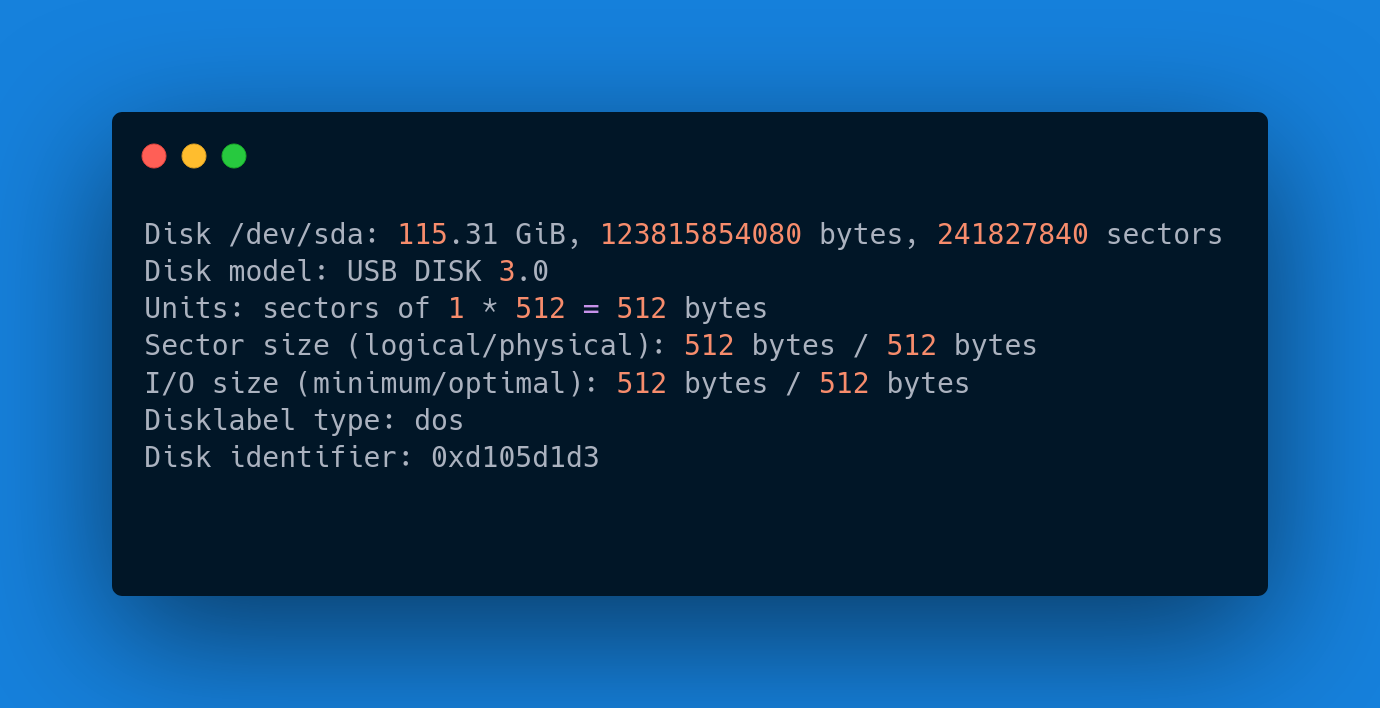 Disk /dev/sda: 115.31 GiB, 123815854080 bytes, 241827840 sectors
Disk model: USB DISK 3.0
Units: sectors of 1 * 512 = 512 bytes
Sector size (logical/physical): 512 bytes / 512 bytes
I/O size (minimum/optimal): 512 bytes / 512 bytes
Disklabel type: dos
Disk identifier: 0xd105d1d3